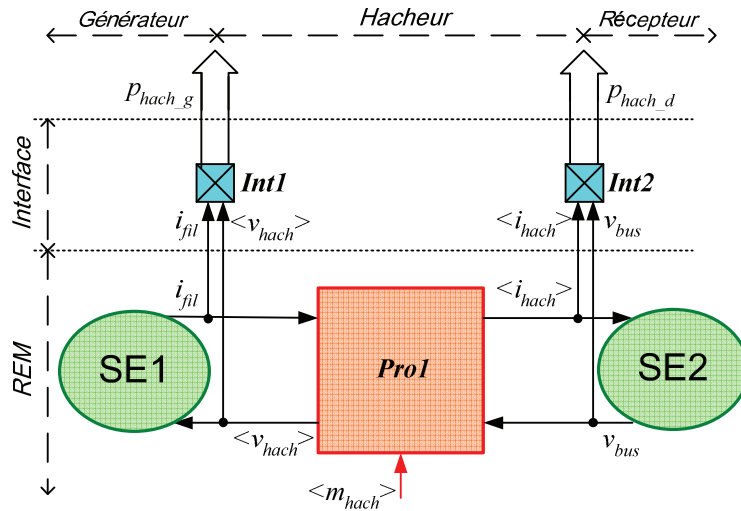 Générateur
Hacheur
Récepteur
p_hach_g
p_hach_d
Interface
Int1
Int2
i_fil
<v_hach>
<i_hach>
v_bus
REM
i_fil
<i_hach>
SE1
Pro1
SE2
<v_hach>
v_bus
<m_hach>